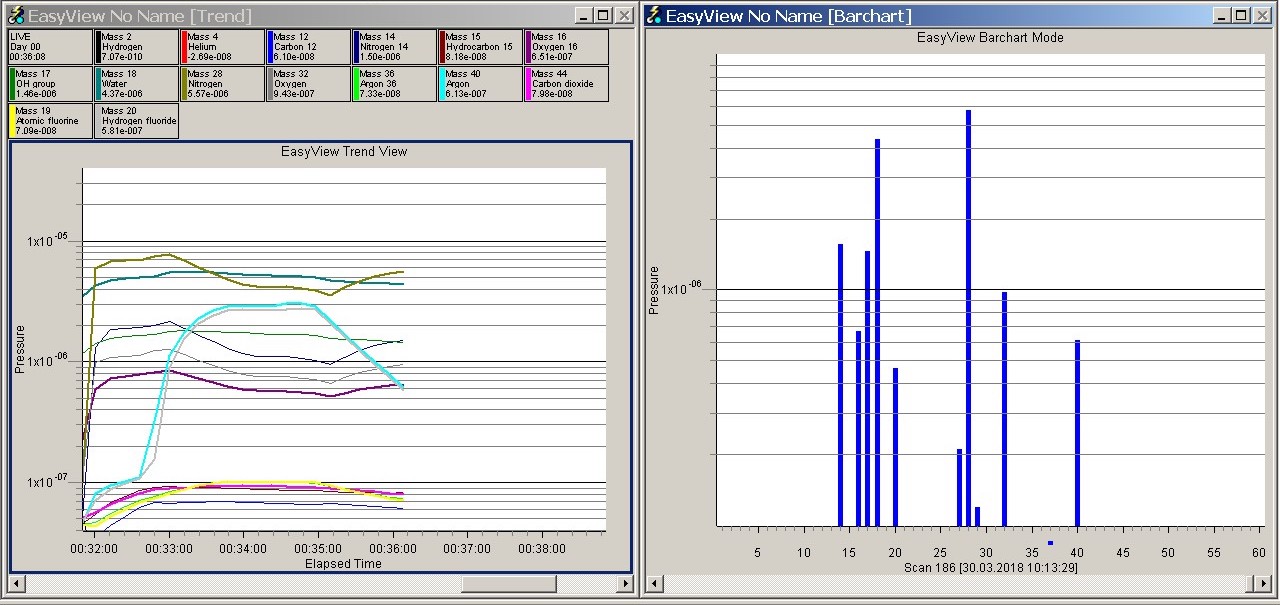 EasyView No Name [Trend]
LIVE
Day 00
00:36:08
Mass 2
Hydrogen
7.07e-010
Mass 4
Helium
-2.69e-008
Mass 12
Carbon 12
6.10e-008
Mass 14
Nitrogen 14
1.50e-006
Mass 15
Hydrocarbon 15
8.18e-008
Mass 16
Oxygen 16
6.51e-007
Mass 17
OH group
1.46e-006
Mass 18
Water
4.37e-006
Mass 28
Nitrogen
5.57e-006
Mass 32
Oxygen
9.43e-007
Mass 36
Argon 36
7.33e-008
Mass 40
Argon
6.13e-007
Mass 44
Carbon dioxide
7.98e-008
Mass 19
Atomic fluorine
7.09e-008
Mass 20
Hydrogen fluoride
5.81e-007
EasyView Trend View
1x10 -05
1x10 -06
1x10 -07
Pressure
00:32:00 00:33:00 00:34:00 00:35:00 00:36:00 00:37:00 00:38:00
Elapsed Time
EasyView No Name [Barchart]
EasyView Barchart Mode
Pressure
1x10 -06
5 10 15 20 25 30 35 40 45 50 55 60
Scan 186 [30.03.2018 10:13:29]